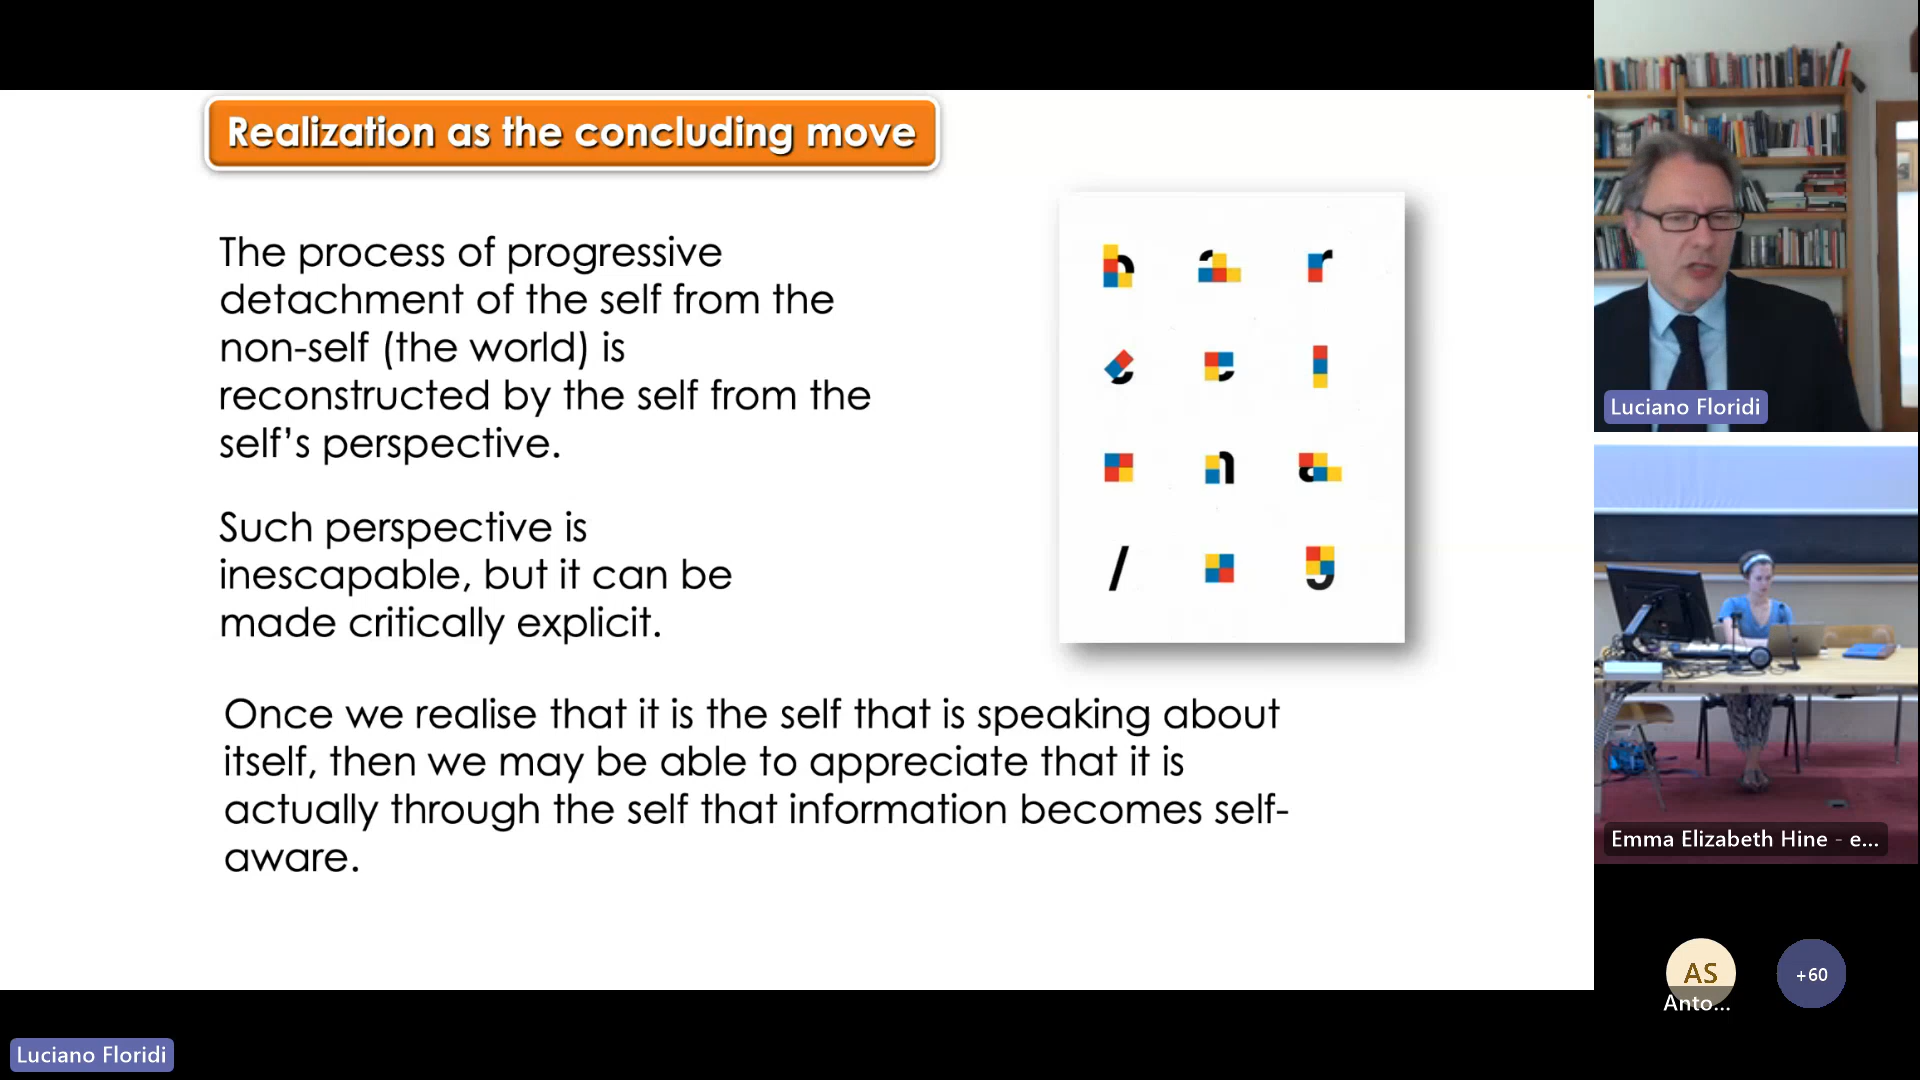 Realization as the concluding move
The process of progressive
detachment of the self from the
non-self (the world) is
reconstructed by the self from the
self’s perspective.
Such perspective is
inescapable, but it can be
made critically explicit.
Once we realise that it is the self that is speaking about
itself, then we may be able to appreciate that it is
actually through the self that information becomes self-
aware.
b a r
c e l
o n a
/ o g
Luciano Floridi
Emma Elizabeth Hine - e...
AS
Anto...
+60
Luciano Floridi